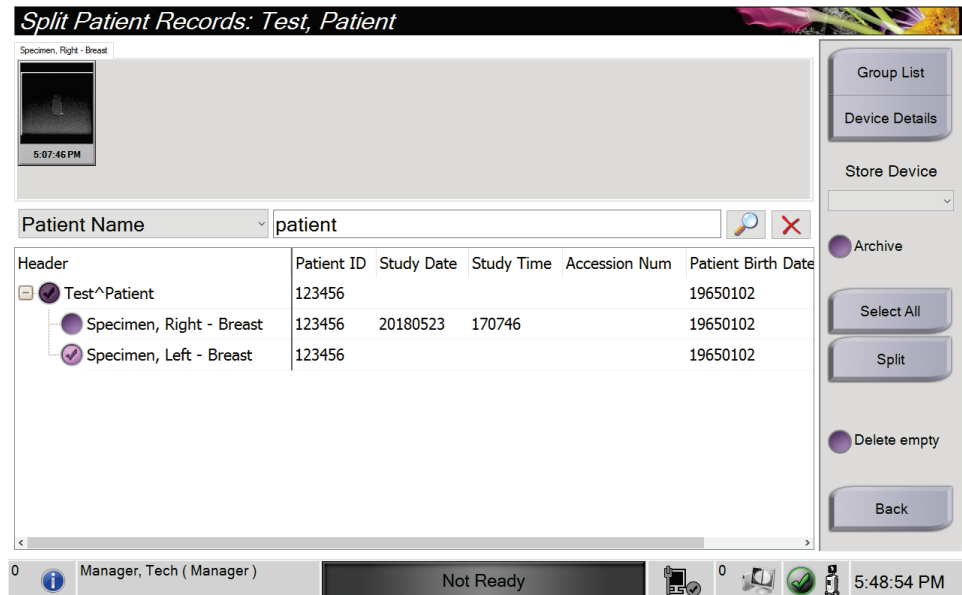 Split Patient Records: Test, Patient
Specimen, Right - Breast
5:07:46 PM
Group List
Device Details
Store Device
Archive
Select All
Split
Delete empty
Back
Patient Name patient
Header Patient ID Study Date Study Time Accession Num Patient Birth Date
Test^Patient 123456 19650102
Specimen, Right - Breast 123456 20180523 170746 19650102
Specimen, Left - Breast 123456 19650102
0 Manager, Tech ( Manager ) Not Ready 0 5:48:54 PM